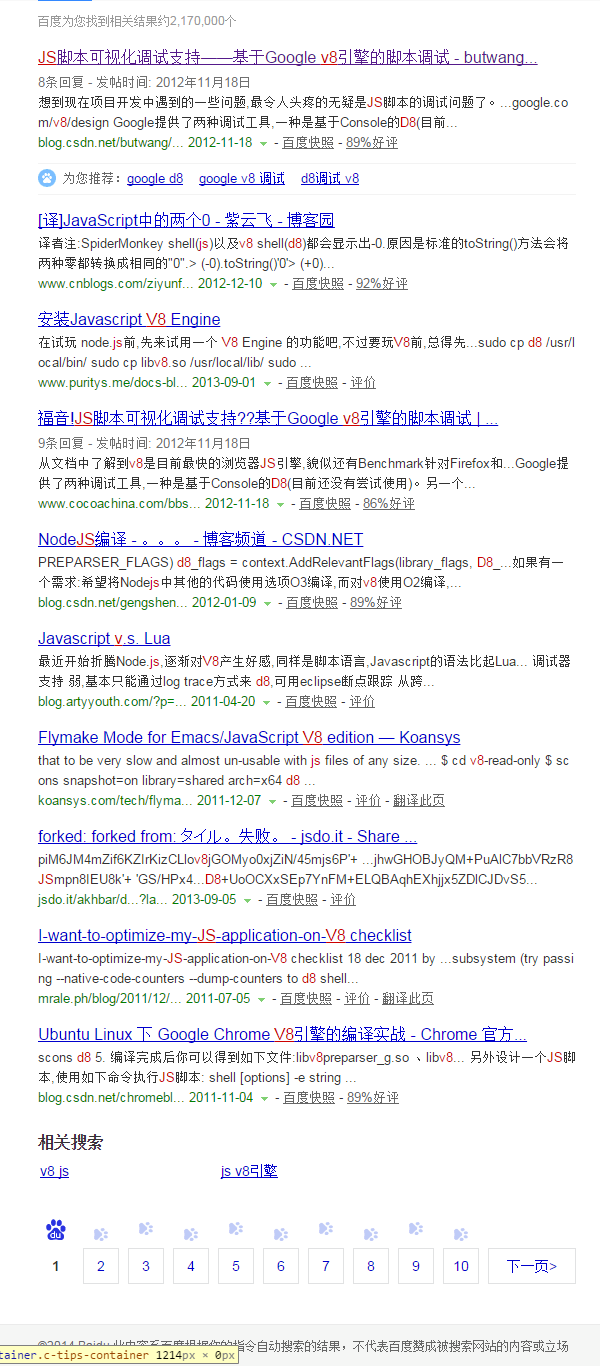 百度为您找到相关结果约2,170,000个
JS脚本可视化调试支持——基于Google v8引擎的脚本调试 - butwang...
8条回复 - 发帖时间: 2012年11月18日
想到现在项目开发中遇到的一些问题,最令人头疼的无疑是JS脚本的调试问题了。...google.co
m/v8/design Google提供了两种调试工具,一种是基于Console的D8(目前...
blog.csdn.net/butwang/... 2012-11-18 - 百度快照 - 89%好评
为您推荐: google d8 google v8 调试 d8调试 v8
[译]JavaScript中的两个0 - 紫云飞 - 博客园
译者注:SpiderMonkey shell(js)以及v8 shell(d8)都会显示出-0.原因是标准的toString()方法会将
两种零都转换成相同的"0".> (-0).toString()'0'> (+0)...
www.cnblogs.com/ziyunf... 2012-12-10 - 百度快照 - 92%好评
安装Javascript V8 Engine
在试玩 node.js前,先来试用一个 V8 Engine 的功能吧,不过要玩V8前,总得先...sudo cp d8 /usr/l
ocal/bin/ sudo cp libv8.so /usr/local/lib/ sudo ...
www.puritys.me/docs-bl... 2013-09-01 - 百度快照 - 评价
福音!JS脚本可视化调试支持??基于Google v8引擎的脚本调试 | ...
9条回复 - 发帖时间: 2012年11月18日
从文档中了解到v8是目前最快的浏览器JS引擎,貌似还有Benchmark针对Firefox和...Google提
供了两种调试工具,一种是基于Console的D8(目前还没有尝试使用)。另一个...
www.cocoachina.com/bbs... 2012-11-18 - 百度快照 - 86%好评
NodeJS编译 - 。。。 - 博客频道 - CSDN.NET
PREPARSER_FLAGS) d8_flags = context.AddRelevantFlags(library_flags, D8_...如果有一
个需求:希望将Nodejs中其他的代码使用选项O3编译,而对v8使用O2编译,...
blog.csdn.net/gengshen... 2012-01-09 - 百度快照 - 89%好评
Javascript v.s. Lua
最近开始折腾Node.js,逐渐对V8产生好感,同样是脚本语言,Javascript的语法比起Lua... 调试器
支持 弱,基本只能通过log trace方式来 d8,可用eclipse断点跟踪 从跨...
blog.artyyouth.com/?p=... 2011-04-20 - 百度快照 - 评价
Flymake Mode for Emacs/JavaScript V8 edition — Koansys
that to be very slow and almost un-usable with js files of any size. ... $ cd v8-read-only $ sc
ons snapshot=on library=shared arch=x64 d8 ...
koansys.com/tech/flyma... 2011-12-07 - 百度快照 - 评价 - 翻译此页
forked: forked from: タイル。失敗。 - jsdo.it - Share ...
piM6JM4mZif6KZIrKizCLlov8jGOMyo0xjZiN/45mjs6P'+ ...jhwGHOBJyQM+PuAlC7bbVRzR8
JSmpn8IEU8k'+ 'GS/HPx4...D8+UoOCXxSEp7YnFM+ELQBAqhEXhjjx5ZDlCJDvS5...
jsdo.it/akhbar/d...?la... 2013-09-05 - 百度快照 - 评价
I-want-to-optimize-my-JS-application-on-V8 checklist
I-want-to-optimize-my-JS-application-on-V8 checklist 18 dec 2011 by ...subsystem (try passi
ng --native-code-counters --dump-counters to d8 shell...
mrale.ph/blog/2011/12/... 2011-07-05 - 百度快照 - 评价 - 翻译此页
Ubuntu Linux 下 Google Chrome V8引擎的编译实战 - Chrome 官方...
scons d8 5. 编译完成后你可以得到如下文件:libv8preparser_g.so 、libv8... 另外设计一个JS脚
本,使用如下命令执行JS脚本: shell [options] -e string ...
blog.csdn.net/chromebl... 2011-11-04 - 百度快照 - 89%好评
相关搜索
v8 js js v8引擎
du
1 2 3 4 5 6 7 8 9 10 下一页>
©2014 Baidu 此内容系百度根据您的指令自动搜索的结果，不代表百度赞成被搜索网站的内容或立场
tainer.c-tips-container 1214px × 0px